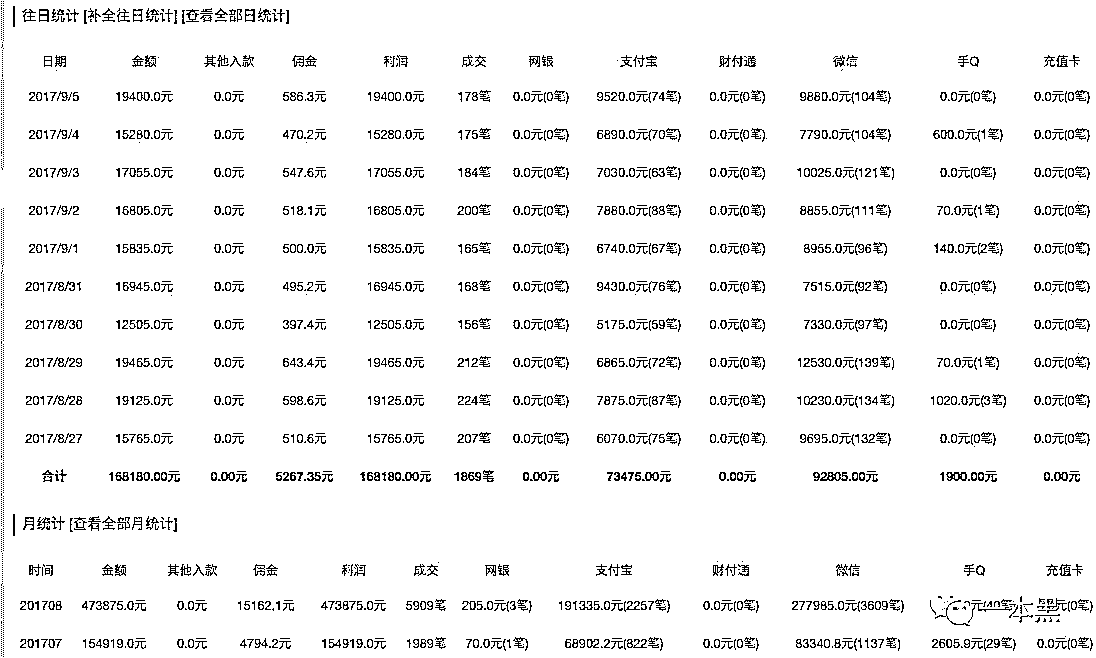 往日统计 [补全往日统计] [查看全部日统计]
日期 金额 其他入款 佣金 利润 成交 网银 支付宝 财付通 微信 手Q 充值卡
2017/9/5 19400.0元 0.0元 586.3元 19400.0元 178笔 0.0元(0笔) 9520.0元(74笔) 0.0元(0笔) 9880.0元(104笔) 0.0元(0笔) 0.0元(0笔)
2017/9/4 15280.0元 0.0元 470.2元 15280.0元 175笔 0.0元(0笔) 6890.0元(70笔) 0.0元(0笔) 7790.0元(104笔) 600.0元(1笔) 0.0元(0笔)
2017/9/3 17055.0元 0.0元 547.6元 17055.0元 184笔 0.0元(0笔) 7030.0元(63笔) 0.0元(0笔) 10025.0元(121笔) 0.0元(0笔) 0.0元(0笔)
2017/9/2 16805.0元 0.0元 518.1元 16805.0元 200笔 0.0元(0笔) 7880.0元(88笔) 0.0元(0笔) 8855.0元(111笔) 70.0元(1笔) 0.0元(0笔)
2017/9/1 15835.0元 0.0元 500.0元 15835.0元 165笔 0.0元(0笔) 6740.0元(67笔) 0.0元(0笔) 8955.0元(96笔) 140.0元(2笔) 0.0元(0笔)
2017/8/31 16945.0元 0.0元 495.2元 16945.0元 168笔 0.0元(0笔) 9430.0元(76笔) 0.0元(0笔) 7515.0元(92笔) 0.0元(0笔) 0.0元(0笔)
2017/8/30 12505.0元 0.0元 397.4元 12505.0元 156笔 0.0元(0笔) 5175.0元(59笔) 0.0元(0笔) 7330.0元(97笔) 0.0元(0笔) 0.0元(0笔)
2017/8/29 19465.0元 0.0元 643.4元 19465.0元 212笔 0.0元(0笔) 6865.0元(72笔) 0.0元(0笔) 12530.0元(139笔) 70.0元(1笔) 0.0元(0笔)
2017/8/28 19125.0元 0.0元 598.6元 19125.0元 224笔 0.0元(0笔) 7875.0元(87笔) 0.0元(0笔) 10230.0元(134笔) 1020.0元(3笔) 0.0元(0笔)
2017/8/27 15765.0元 0.0元 510.6元 15765.0元 207笔 0.0元(0笔) 6070.0元(75笔) 0.0元(0笔) 9695.0元(132笔) 0.0元(0笔) 0.0元(0笔)
合计 168180.00元 0.00元 5267.35元 168180.00元 1869笔 0.00元 73475.00元 0.00元 92805.00元 1900.00元 0.00元
月统计 [查看全部月统计]
时间 金额 其他入款 佣金 利润 成交 网银 支付宝 财付通 微信 手Q 充值卡
201708 473875.0元 0.0元 15162.1元 473875.0元 5909笔 205.0元(3笔) 191335.0元(2257笔) 0.0元(0笔) 277985.0元(3609笔) 一本黑
201707 154919.0元 0.0元 4794.2元 154919.0元 1989笔 70.0元(1笔) 68902.2元(822笔) 0.0元(0笔) 83340.8元(1137笔) 2605.9元(29笔) 0.0元(0笔)